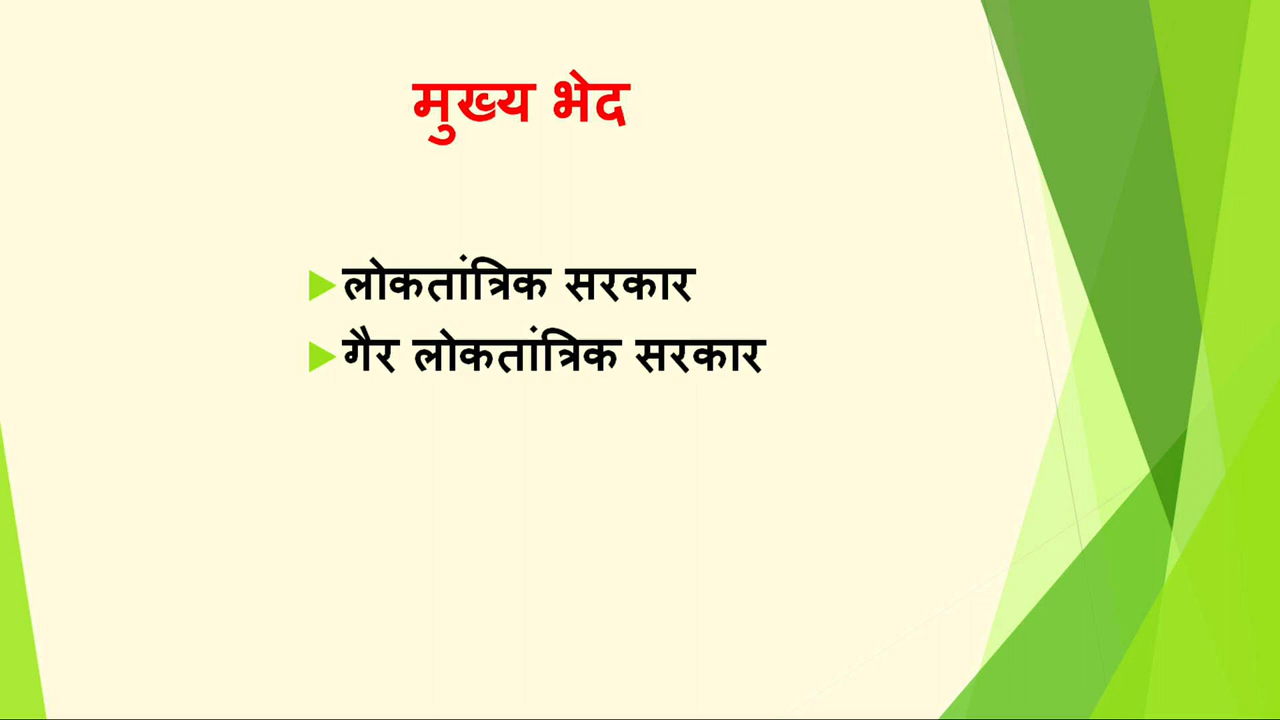 मुख्य भेद
लोकतांत्रिक सरकार
गैर लोकतांत्रिक सरकार